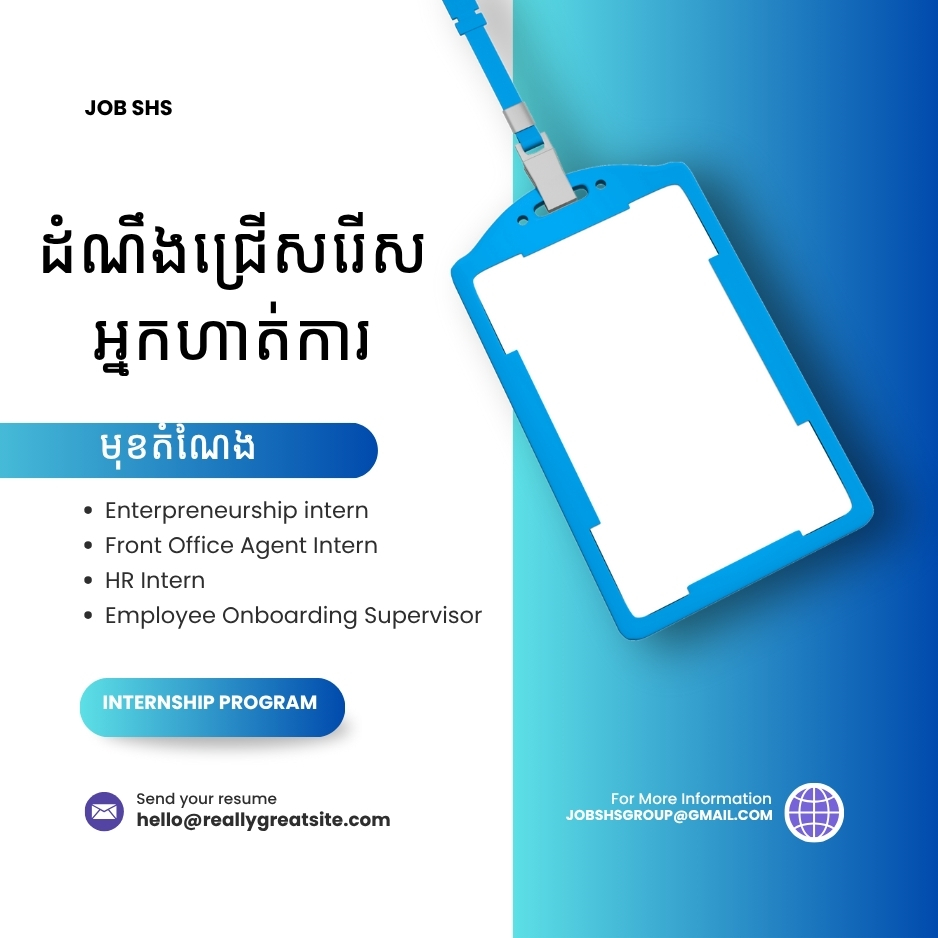 JOB SHS
ដំណឹងជ្រើសរើស
អ្នកហាត់ការ
មុខតំណែង
• Enterpreneurship intern
• Front Office Agent Intern
• HR Intern
• Employee Onboarding Supervisor
INTERNSHIP PROGRAM
Send your resume
hello@reallygreatsite.com
For More Information
JOBSHSGROUP@GMAIL.COM